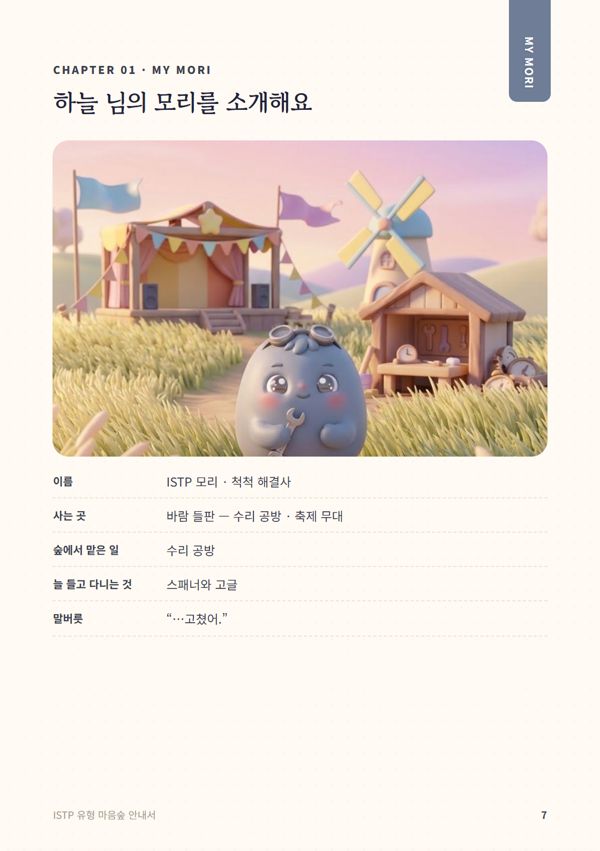 MY MORI
CHAPTER 01 · MY MORI
하늘 님의 모리를 소개해요
이름 ISTP 모리 · 척척 해결사
사는 곳 바람 들판 — 수리 공방 · 축제 무대
숲에서 맡은 일 수리 공방
늘 들고 다니는 것 스패너와 고글
말버릇 “…고쳤어.”
ISTP 유형 마음숲 안내서 7